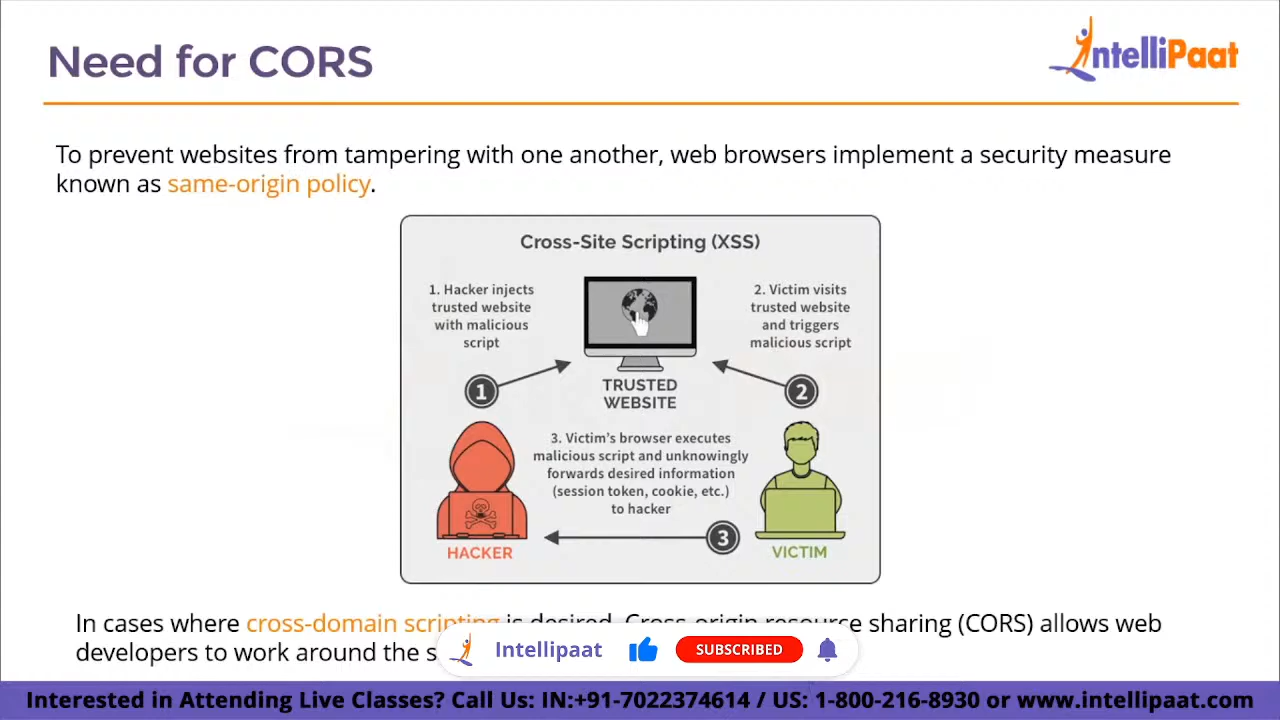 Need for CORS
IntelliPaat
To prevent websites from tampering with one another, web browsers implement a security measure
known as same-origin policy.
Cross-Site Scripting (XSS)
1. Hacker injects
trusted website
with malicious
script
2. Victim visits
trusted website
and triggers
malicious script
1
2
TRUSTED
WEBSITE
3. Victim's browser executes
malicious script and unknowingly
forwards desired information
(session token, cookie, etc.)
to hacker
3
HACKER
VICTIM
In cases where cross-domain scripting is desired, Cross-origin resource sharing (CORS) allows web
developers to work around the
Intellipaat
SUBSCRIBED
Interested in Attending Live Classes? Call Us: IN:+91-7022374614 / US: 1-800-216-8930 or www.intellipaat.com